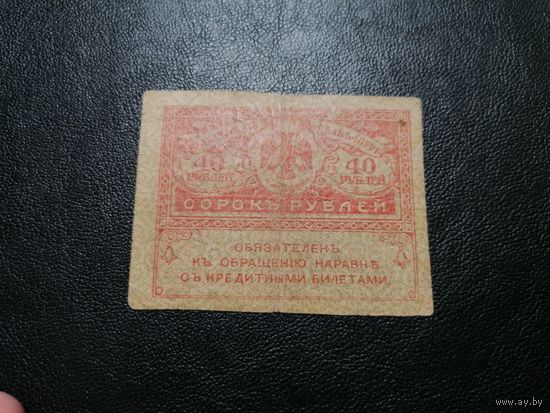 40
РУБЛЕЙ
40
РУБЛЕЙ
СОРОКЪ РУБЛЕЙ
ОБЯЗАТЕЛЕНЪ
КЪ ОБРАЩЕНІЮ НАРАВНѢ
СЪ КРЕДИТНЫМИ БИЛЕТАМИ.
www.ay.by